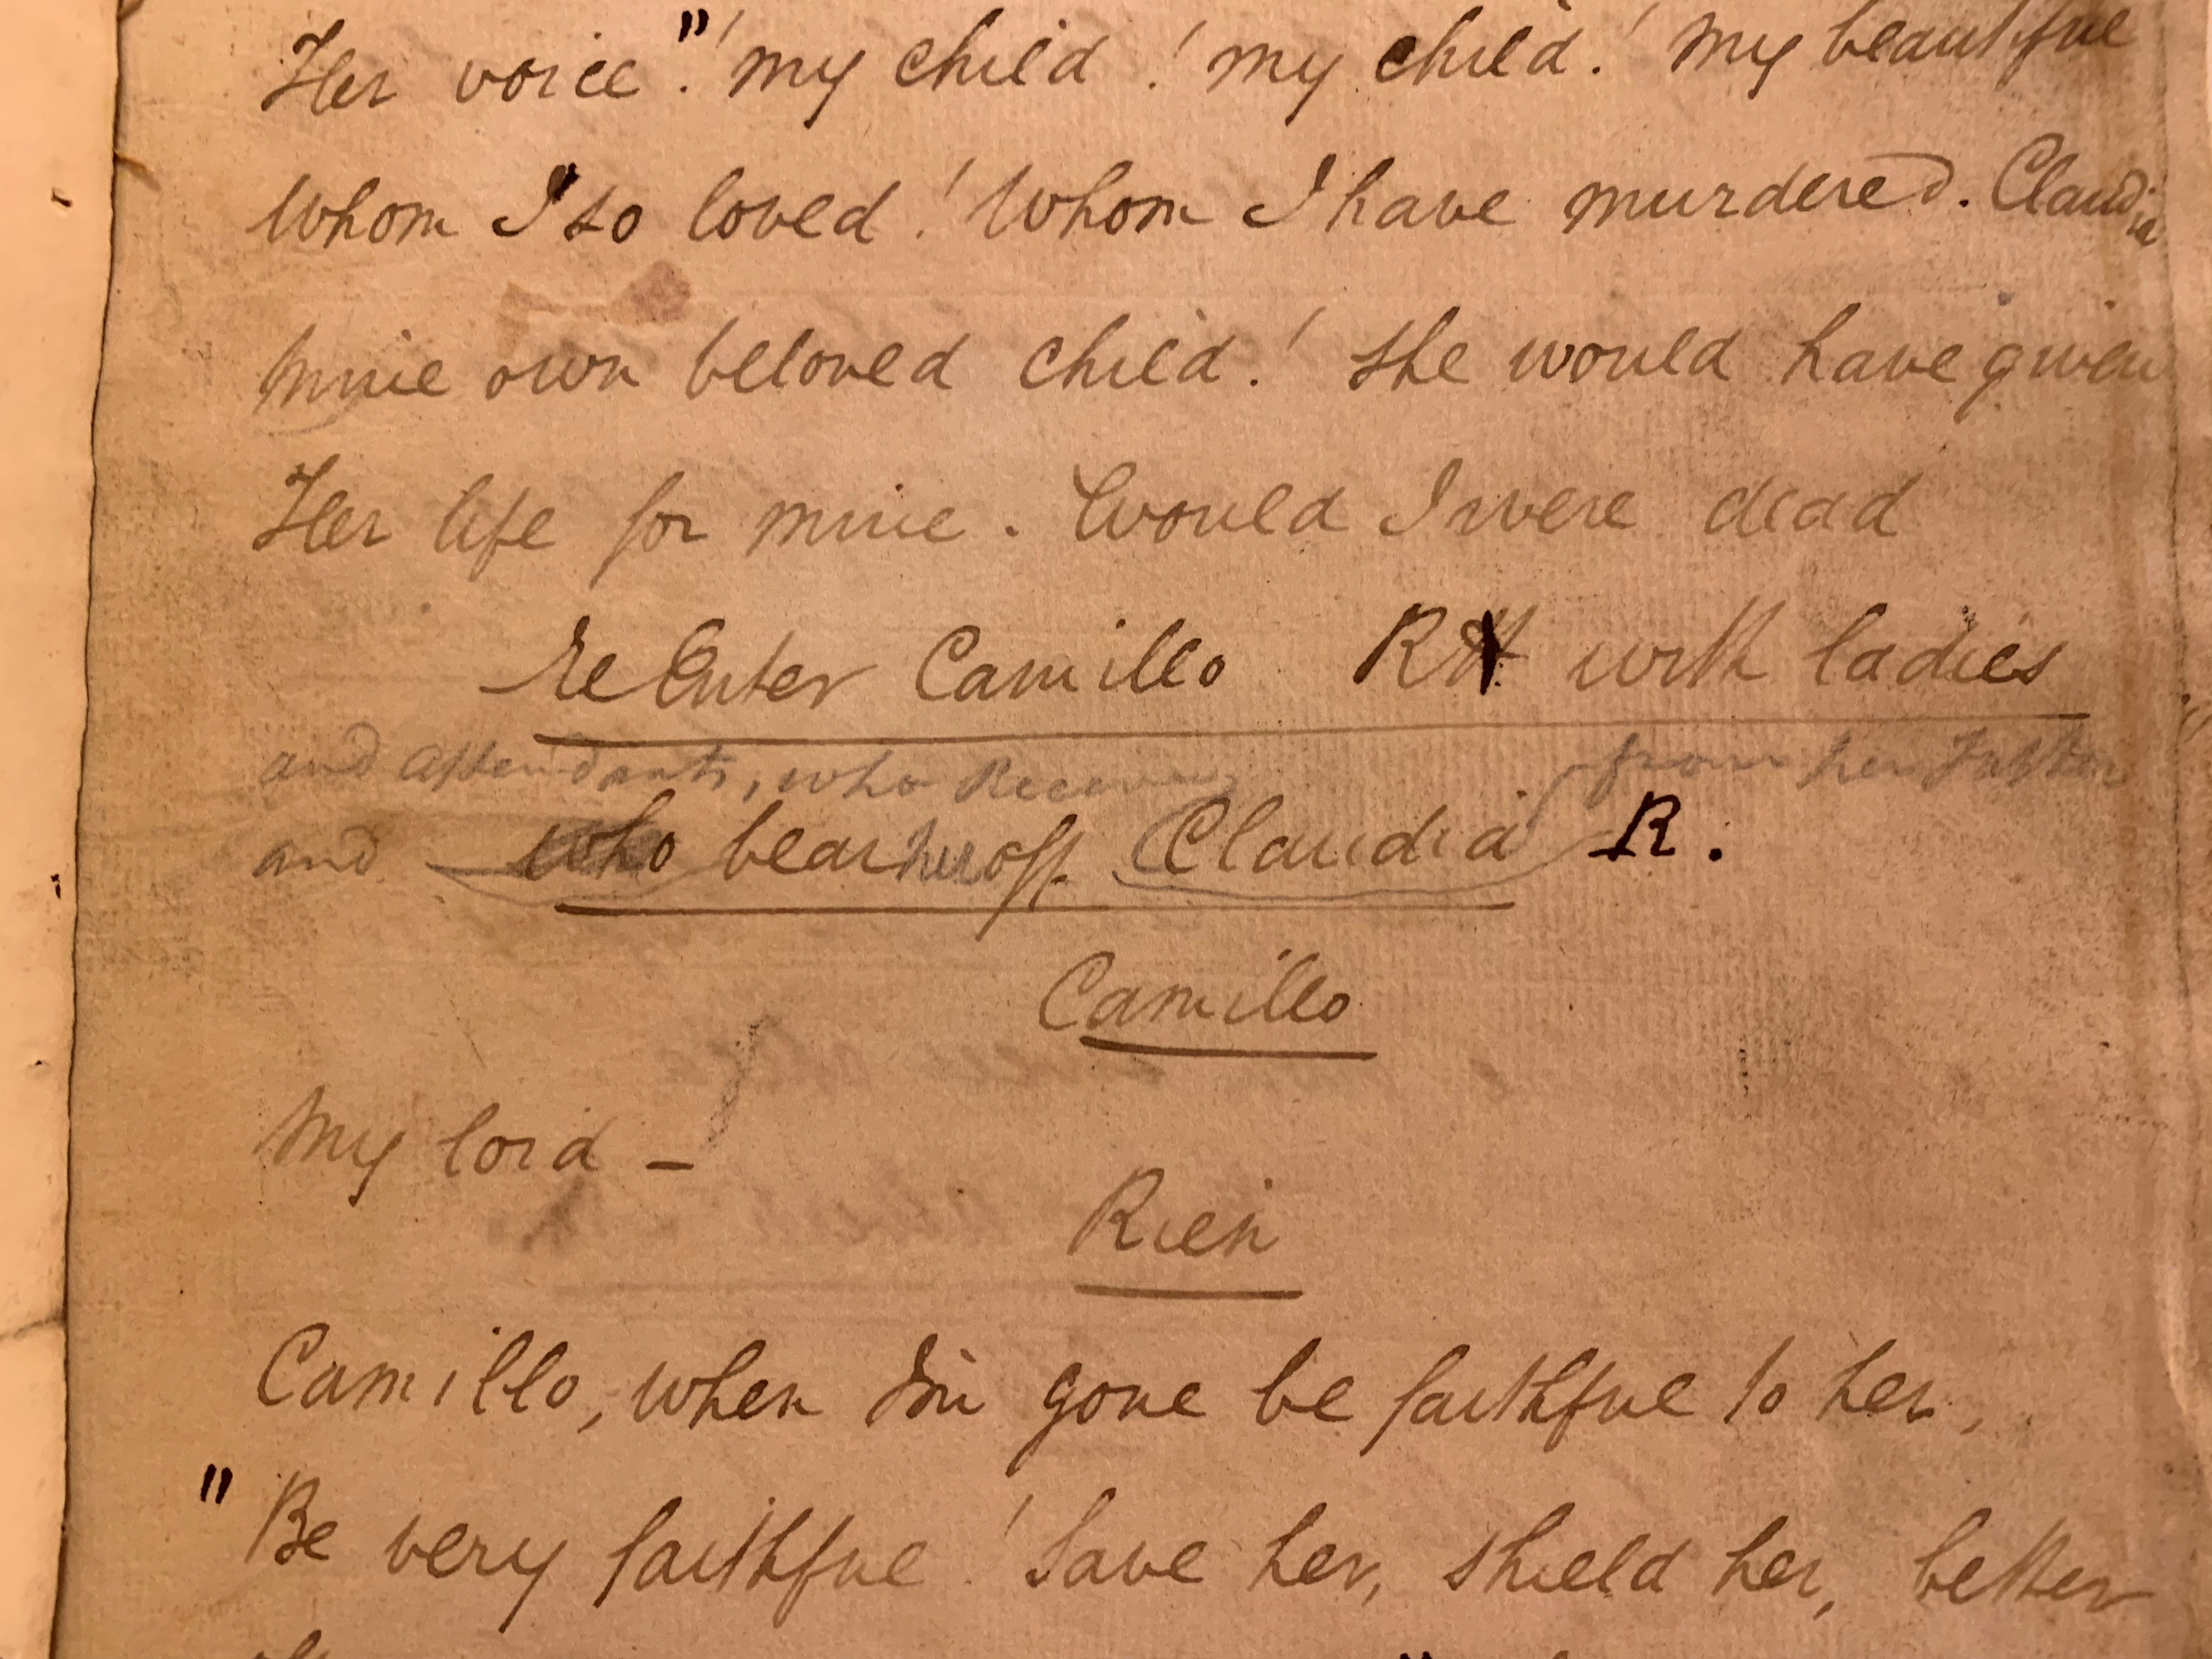 Her voice". ! my child ! my child ! My beautiful
Whom I so loved ! Whom I have murdered. Claudia
Mine own beloved child ! She would have given
Her life for mine. Would I were dead
ReEnter Camillo R with ladies
and attendants, who Receive from her Father
and who bear her off Claudia R.
Camillo
My lord –
Rien
Camillo, when I'm gone be faithful to her,
" Be very faithful ! Save her, shield her, better